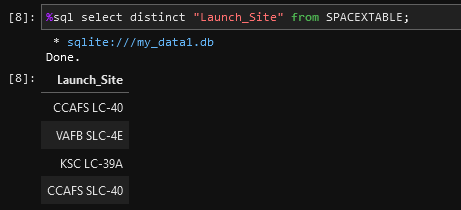 [8]: %sql select distinct "Launch_Site" from SPACEXTABLE;
* sqlite:///my_data1.db
Done.
[8]: Launch_Site
CCAFS LC-40
VAFB SLC-4E
KSC LC-39A
CCAFS SLC-40